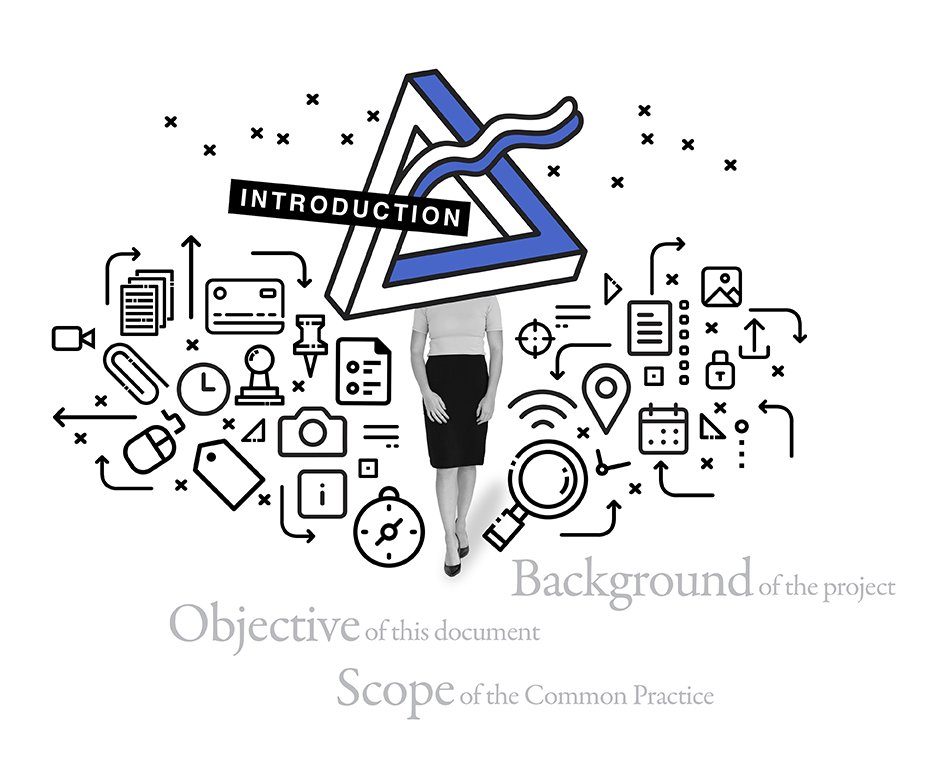 INTRODUCTION
Background of the project
Objective of this document
Scope of the Common Practice